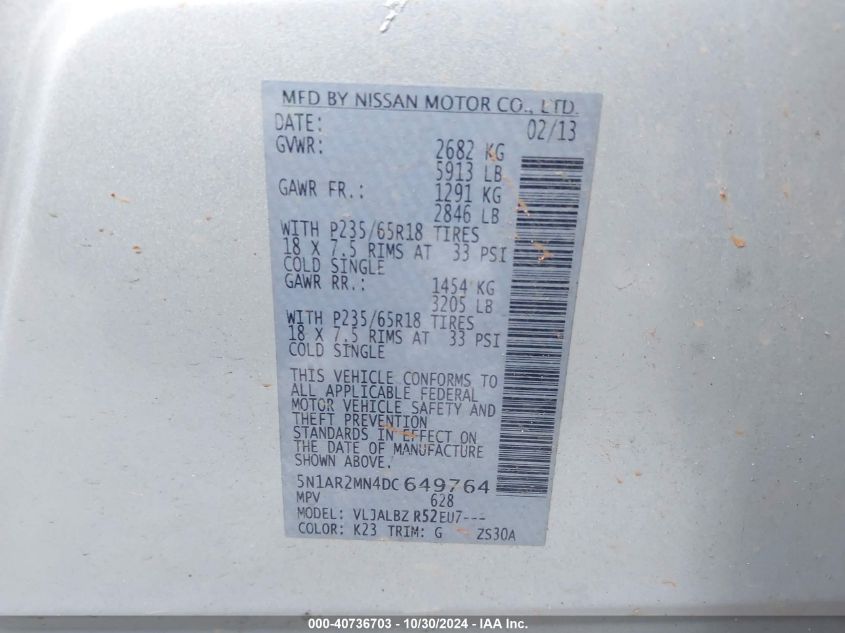 MFD BY NISSAN MOTOR CO., LTD.
DATE: 02/13
GVWR: 2682 KG
5913 LB
GAWR FR.: 1291 KG
2846 LB
WITH P235/65R18 TIRES
18 X 7.5 RIMS AT 33 PSI
COLD SINGLE
GAWR RR.: 1454 KG
3205 LB
WITH P235/65R18 TIRES
18 X 7.5 RIMS AT 33 PSI
COLD SINGLE
THIS VEHICLE CONFORMS TO
ALL APPLICABLE FEDERAL
MOTOR VEHICLE SAFETY AND
THEFT PREVENTION
STANDARDS IN EFFECT ON
THE DATE OF MANUFACTURE
SHOWN ABOVE.
5N1AR2MN4DC649764
MPV 628
MODEL: VLJALBZ R52EU7---
COLOR: K23 TRIM: G ZS30A
000-40736703 - 10/30/2024 - IAA Inc.